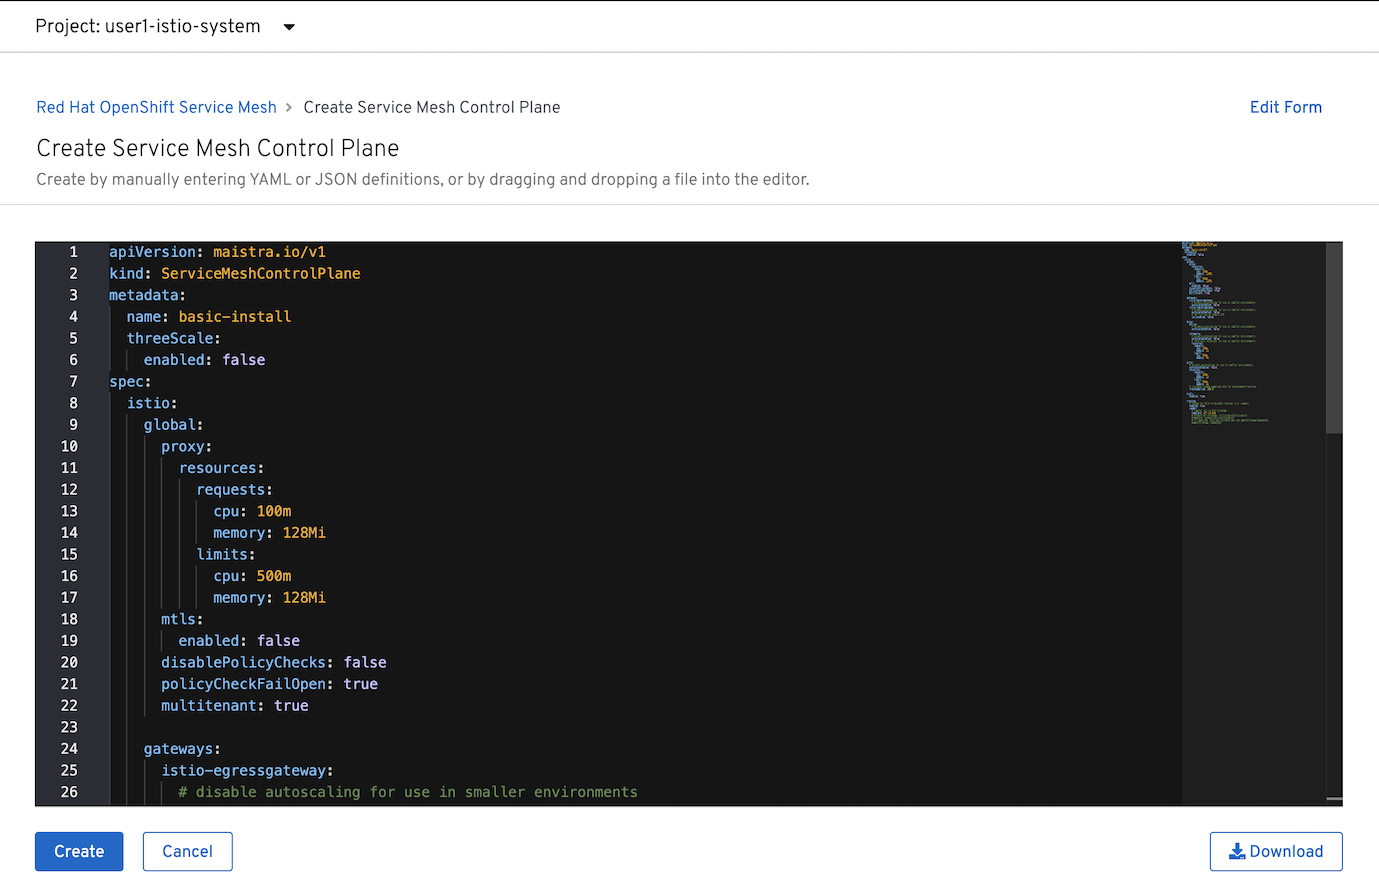 Project: user1-istio-system
Red Hat OpenShift Service Mesh > Create Service Mesh Control Plane
Edit Form
Create Service Mesh Control Plane
Create by manually entering YAML or JSON definitions, or by dragging and dropping a file into the editor.
1 apiVersion: maistra.io/v1
2 kind: ServiceMeshControlPlane
3 metadata:
4 name: basic-install
5 threeScale:
6 enabled: false
7 spec:
8 istio:
9 global:
10 proxy:
11 resources:
12 requests:
13 cpu: 100m
14 memory: 128Mi
15 limits:
16 cpu: 500m
17 memory: 128Mi
18 mtls:
19 enabled: false
20 disablePolicyChecks: false
21 policyCheckFailOpen: true
22 multitenant: true
23
24 gateways:
25 istio-egressgateway:
26 # disable autoscaling for use in smaller environments
Create
Cancel
Download